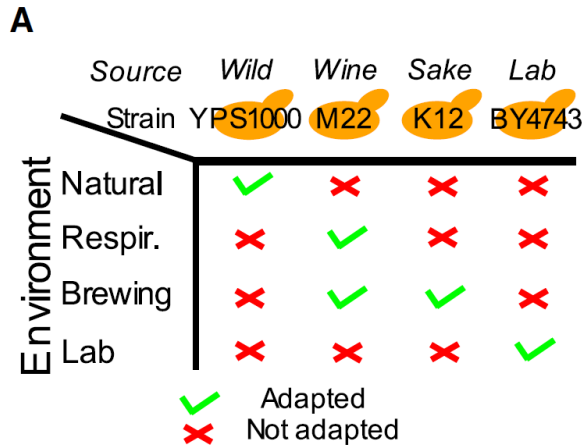 A
Source Wild Wine Sake Lab
Strain YPS1000 M22 K12 BY4743
Environment
Natural
Respir.
Brewing
Lab
Adapted
Not adapted